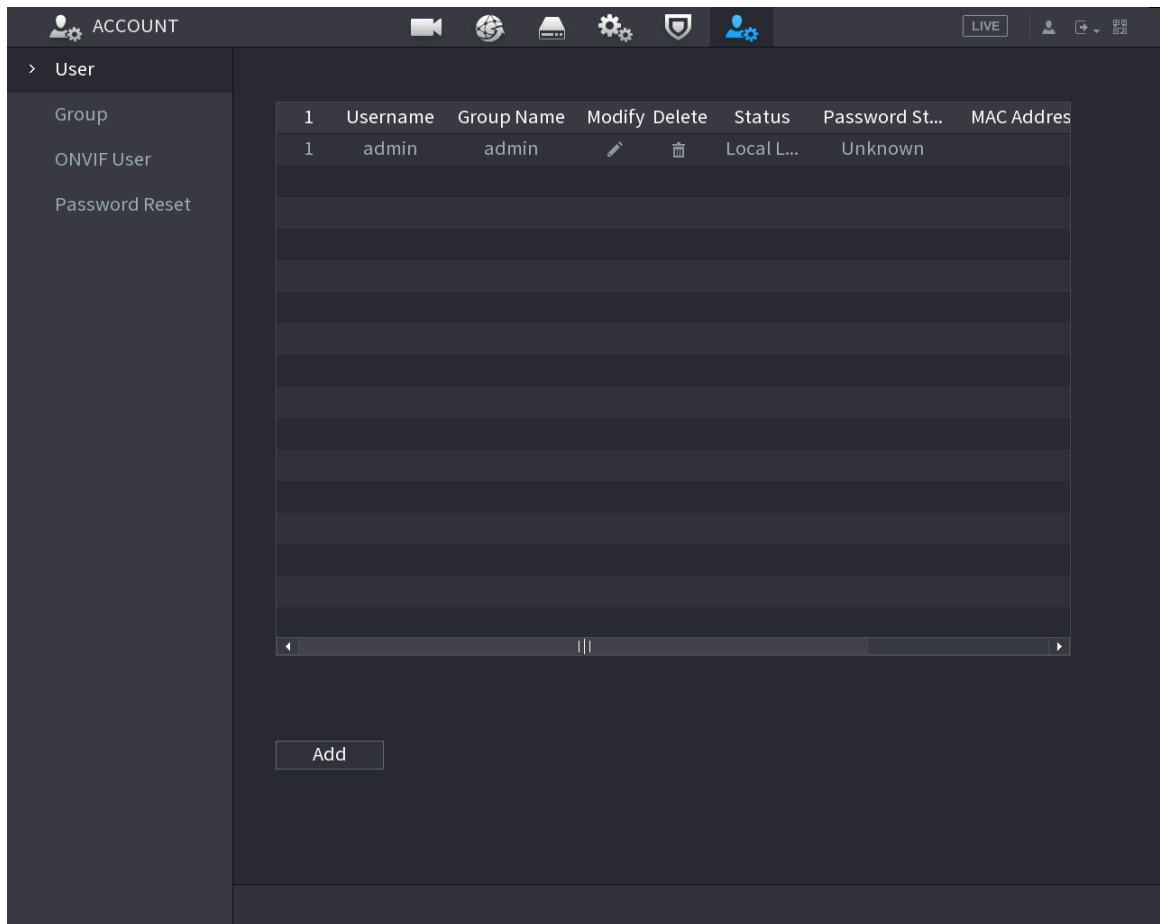 ACCOUNT
LIVE
User
Group
ONVIF User
Password Reset
1 Username Group Name Modify Delete Status Password St... MAC Addres
1 admin admin Local L... Unknown
Add